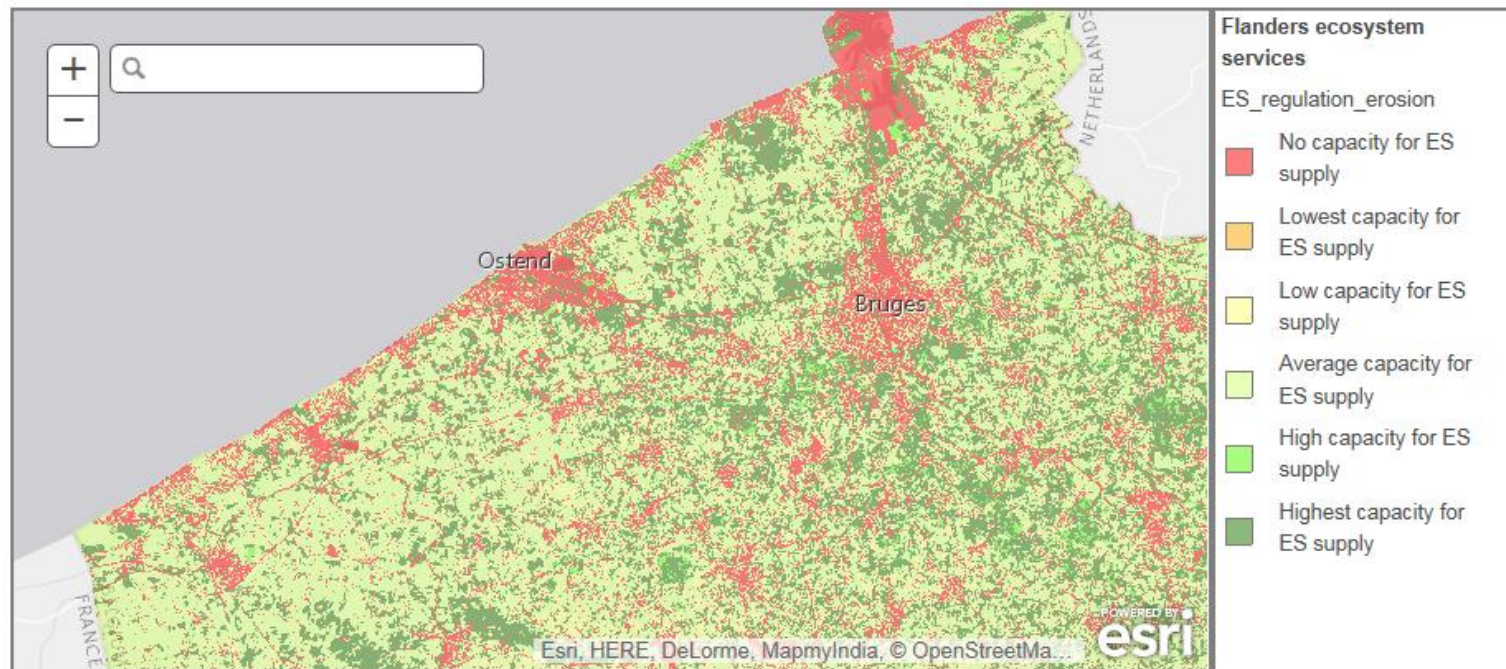 +
−
Ostend
Bruges
NETHERLANDS
FRANCE
Esri, HERE, DeLorme, MapmyIndia, © OpenStreetMa...
POWERED BY
esri
Flanders ecosystem
services
ES_regulation_erosion
No capacity for ES
supply
Lowest capacity for
ES supply
Low capacity for ES
supply
Average capacity for
ES supply
High capacity for ES
supply
Highest capacity for
ES supply